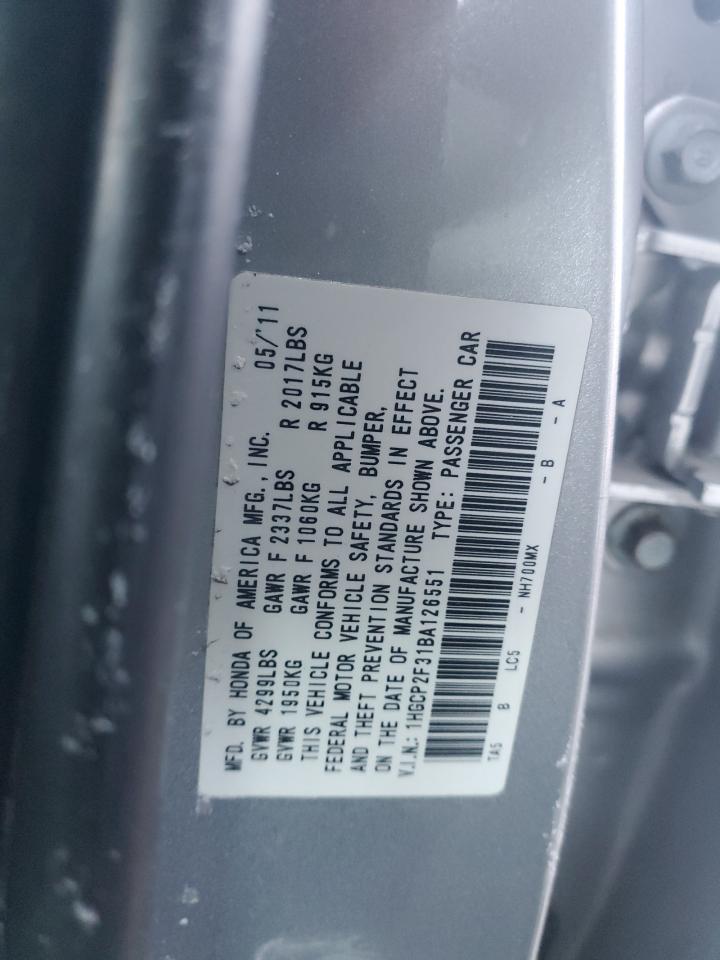 MFD. BY HONDA OF AMERICA MFG., INC. 05/'11
GVWR 4299LBS GAWR F 2337LBS R 2017LBS
GVWR 1950KG GAWR F 1060KG R 915KG
THIS VEHICLE CONFORMS TO ALL APPLICABLE
FEDERAL MOTOR VEHICLE SAFETY, BUMPER,
AND THEFT PREVENTION STANDARDS IN EFFECT
ON THE DATE OF MANUFACTURE SHOWN ABOVE.
V.I.N.: 1HGCP2F31BA126551 TYPE: PASSENGER CAR
TA5 B LC5 - NH700MX - B - A